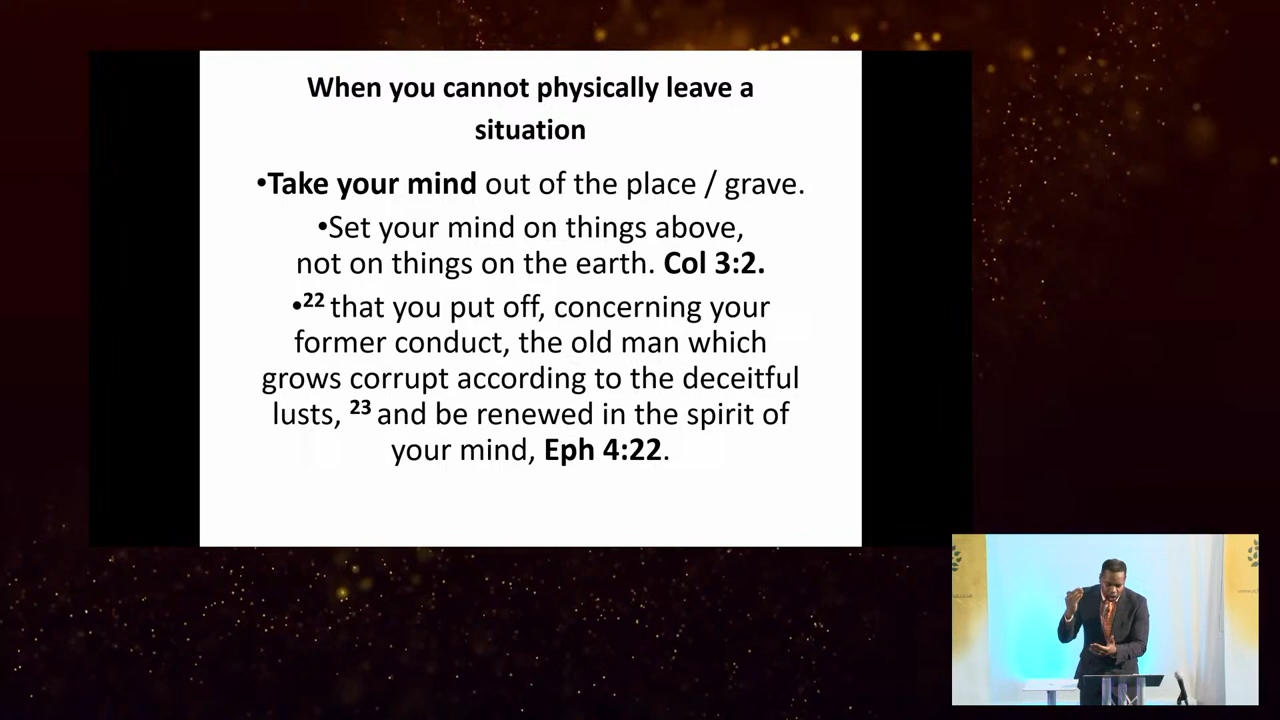 When you cannot physically leave a
situation
•Take your mind out of the place / grave.
•Set your mind on things above,
not on things on the earth. Col 3:2.
•22 that you put off, concerning your
former conduct, the old man which
grows corrupt according to the deceitful
lusts, 23 and be renewed in the spirit of
your mind, Eph 4:22.